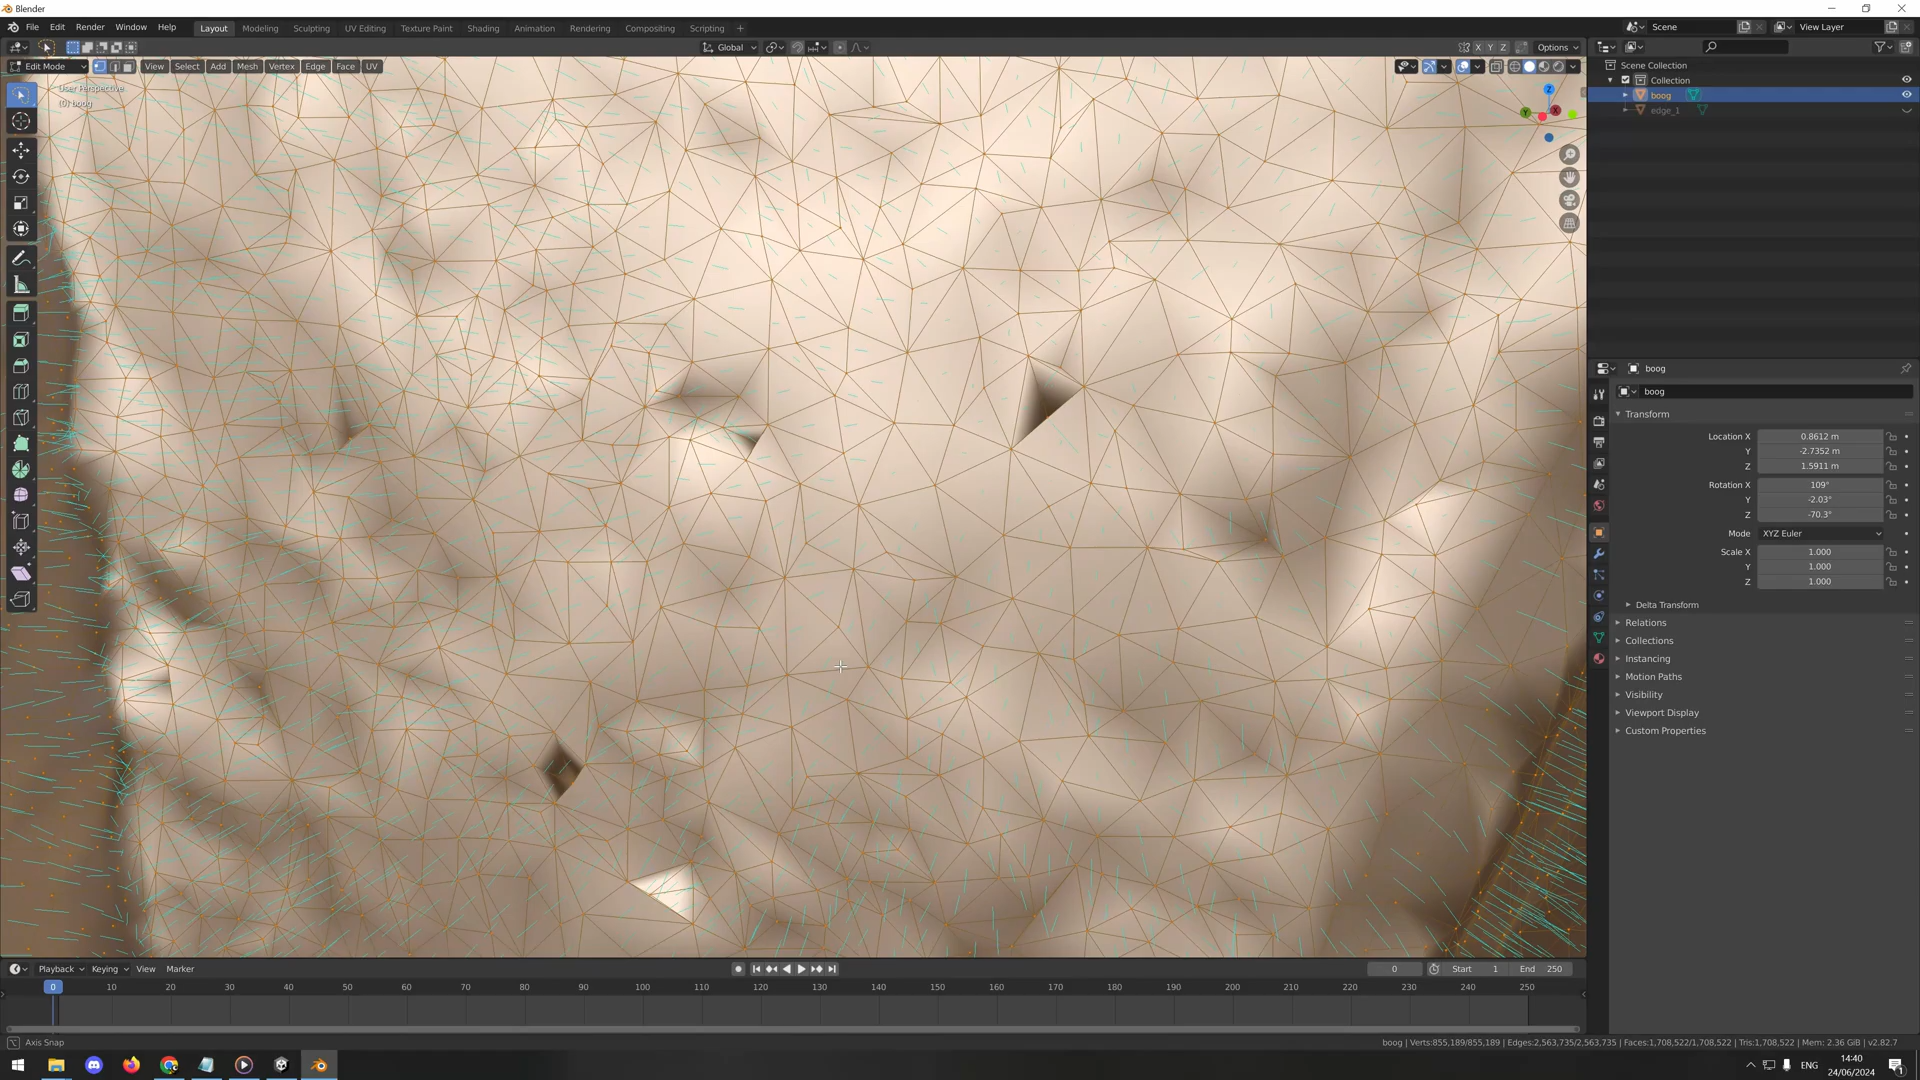 Blender
File Edit Render Window Help Layout Modeling Sculpting UV Editing Texture Paint Shading Animation Rendering Compositing Scripting + Scene View Layer
Global X Y Z Options
Edit Mode View Select Add Mesh Vertex Edge Face UV
User Perspective
(0) boog
Z
Y X
Scene Collection
Collection
boog
edge_1
boog
boog
Transform
Location X 0.8612 m
Y -2.7352 m
Z 1.5911 m
Rotation X 109°
Y -2.03°
Z -70.3°
Mode XYZ Euler
Scale X 1.000
Y 1.000
Z 1.000
Delta Transform
Relations
Collections
Instancing
Motion Paths
Visibility
Viewport Display
Custom Properties
Playback Keying View Marker 0 Start 1 End 250
0 10 20 30 40 50 60 70 80 90 100 110 120 130 140 150 160 170 180 190 200 210 220 230 240 250
Axis Snap
boog | Verts:855,189/855,189 | Edges:2,563,735/2,563,735 | Faces:1,708,522/1,708,522 | Tris:1,708,522 | Mem: 2.36 GiB | v2.82.7
ENG
14:40
24/06/2024
1